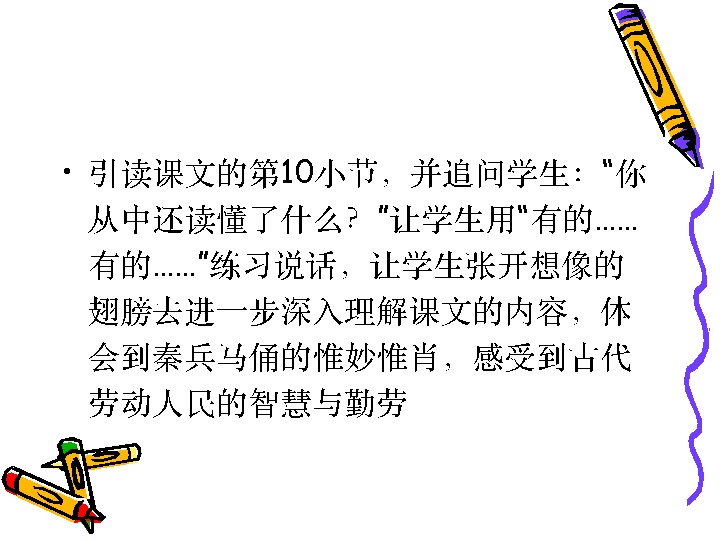 • 引读课文的第10小节，并追问学生："你
从中还读懂了什么？"让学生用"有的……
有的……"练习说话，让学生张开想像的
翅膀去进一步深入理解课文的内容，体
会到秦兵马俑的惟妙惟肖，感受到古代
劳动人民的智慧与勤劳